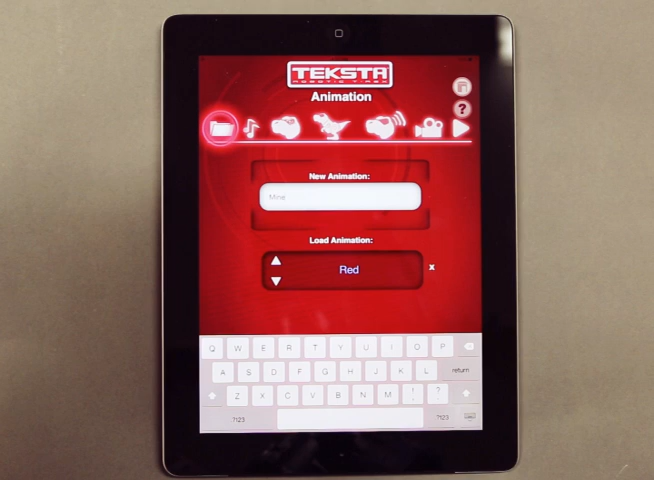 TEKSTA
ROBOTIC T-REX
Animation
?
New Animation:
Mine
Load Animation:
Red
x
Q W E R T Y U I O P
A S D F G H J K L return
Z X C V B N M ! , ? .
.?123 .?123